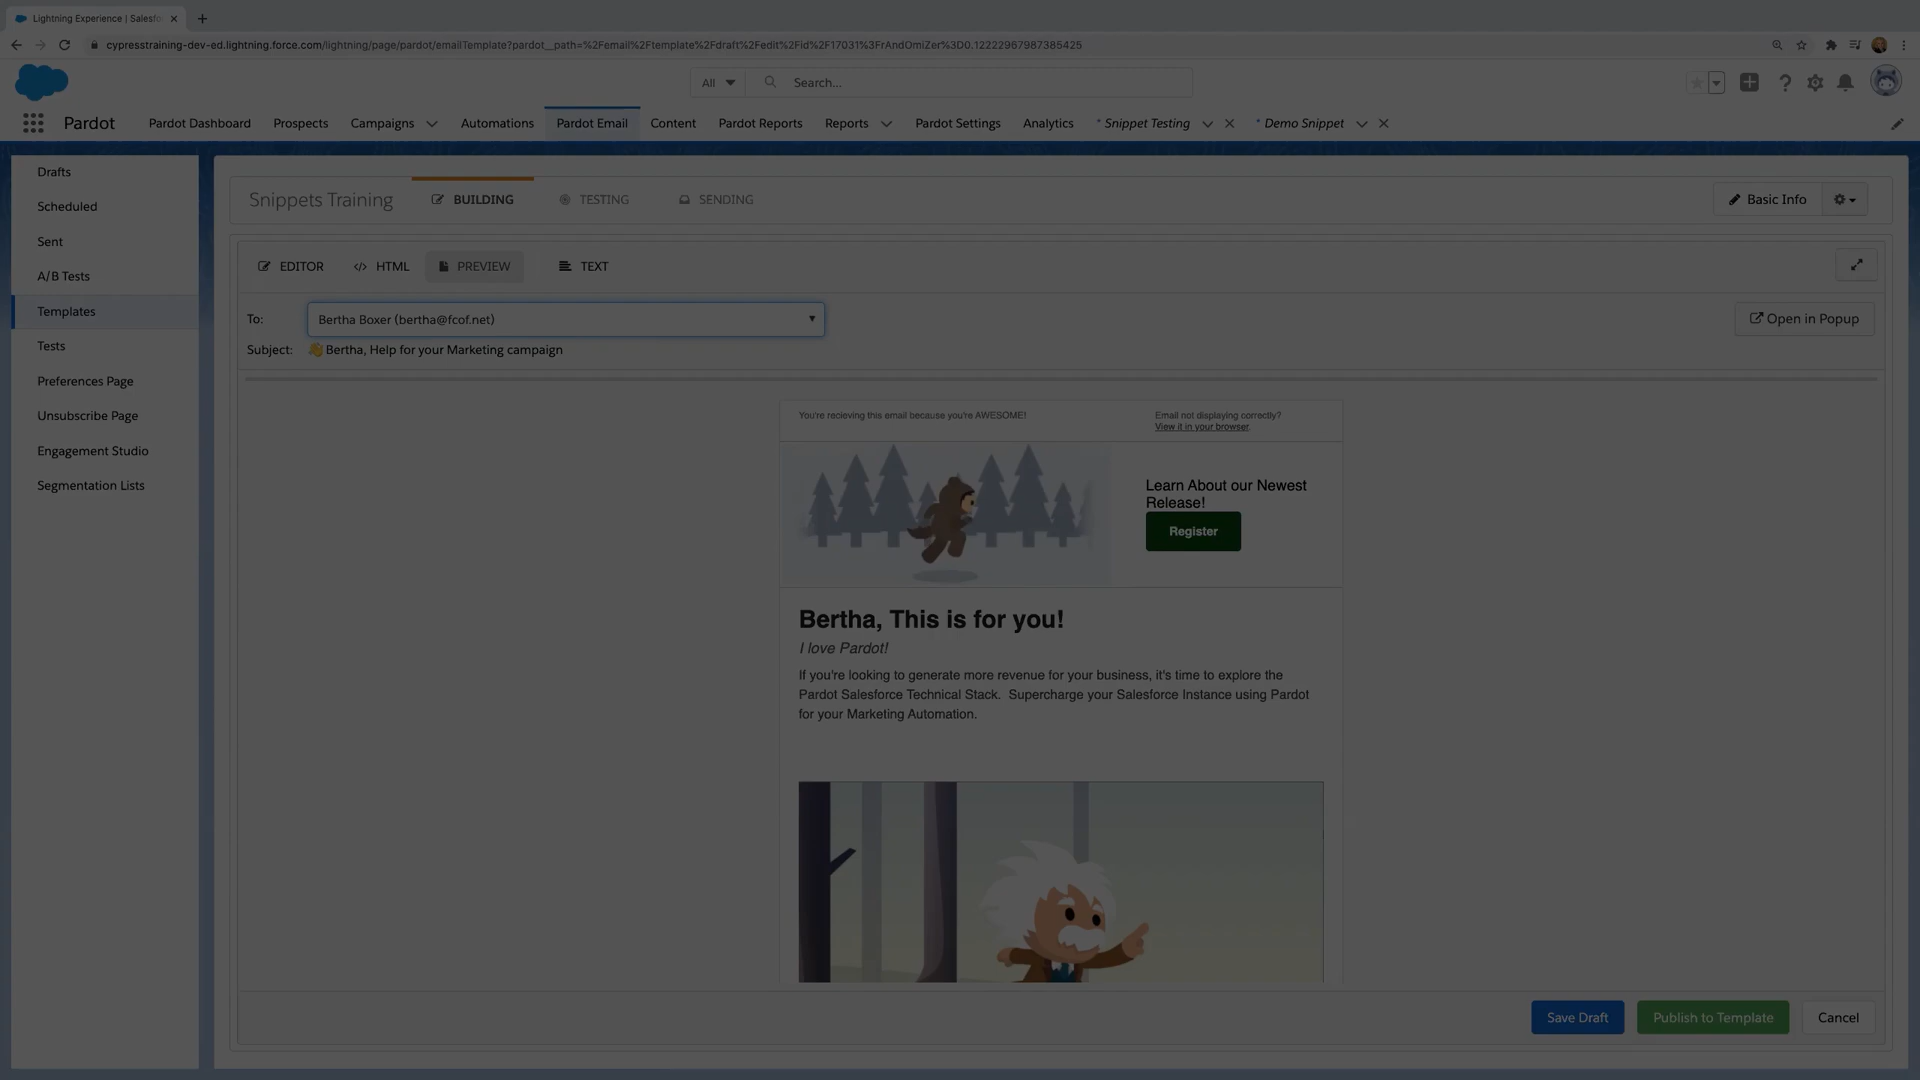 Lightning Experience | Salesfo
cypresstraining-dev-ed.lightning.force.com/lightning/page/pardot/emailTemplate?pardot__path=%2Femail%2Ftemplate%2Fdraft%2Fedit%2Fid%2F17031%3FrAndOmiZer%3D0.12222967987385425
All
Search...
Pardot
Pardot Dashboard
Prospects
Campaigns
Automations
Pardot Email
Content
Pardot Reports
Reports
Pardot Settings
Analytics
* Snippet Testing
* Demo Snippet
Drafts
Scheduled
Sent
A/B Tests
Templates
Tests
Preferences Page
Unsubscribe Page
Engagement Studio
Segmentation Lists
Snippets Training
BUILDING
TESTING
SENDING
Basic Info
EDITOR
HTML
PREVIEW
TEXT
To:
Bertha Boxer (bertha@fcof.net)
Open in Popup
Subject:
👋 Bertha, Help for your Marketing campaign
You're recieving this email because you're AWESOME!
Email not displaying correctly?
View it in your browser.
Learn About our Newest
Release!
Register
Bertha, This is for you!
I love Pardot!
If you're looking to generate more revenue for your business, it's time to explore the
Pardot Salesforce Technical Stack.  Supercharge your Salesforce Instance using Pardot
for your Marketing Automation.
Save Draft
Publish to Template
Cancel